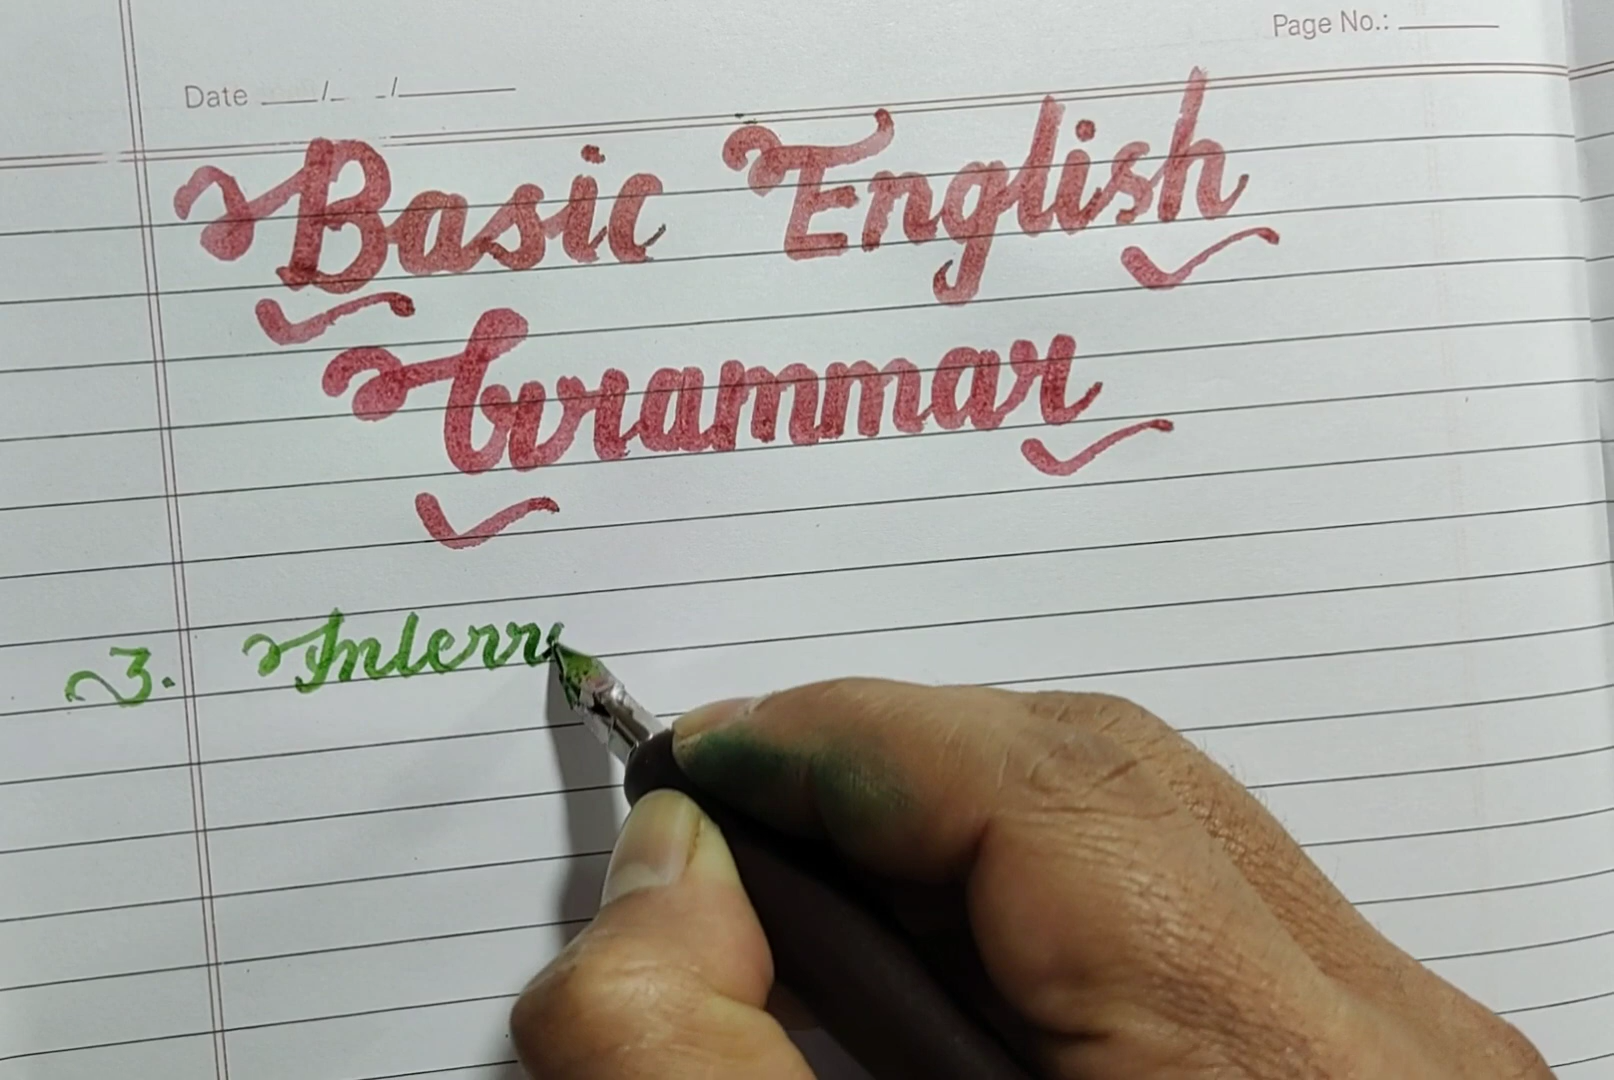 Page No.:
Date
Basic English
Grammar
3. Interr